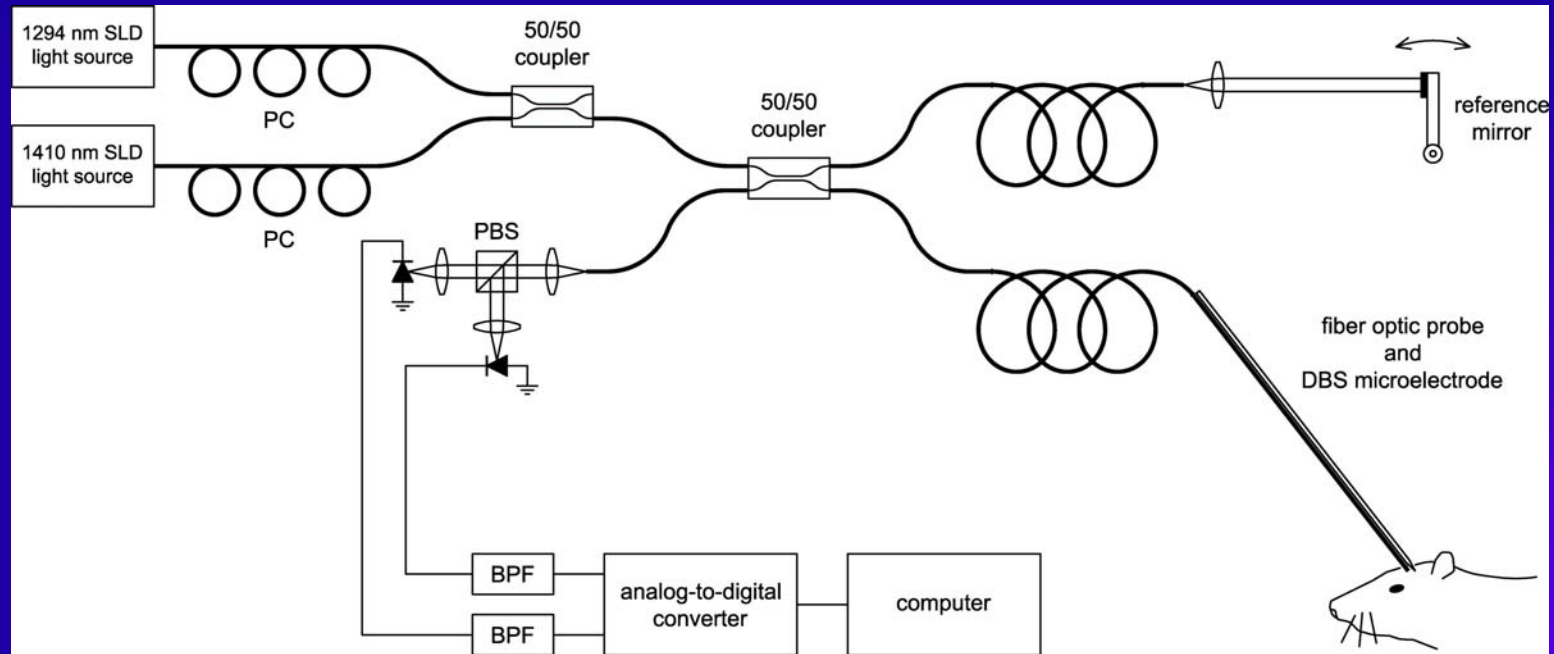 1294 nm SLD
light source
PC
1410 nm SLD
light source
PC
50/50
coupler
50/50
coupler
reference
mirror
PBS
fiber optic probe
and
DBS microelectrode
BPF
BPF
analog-to-digital
converter
computer